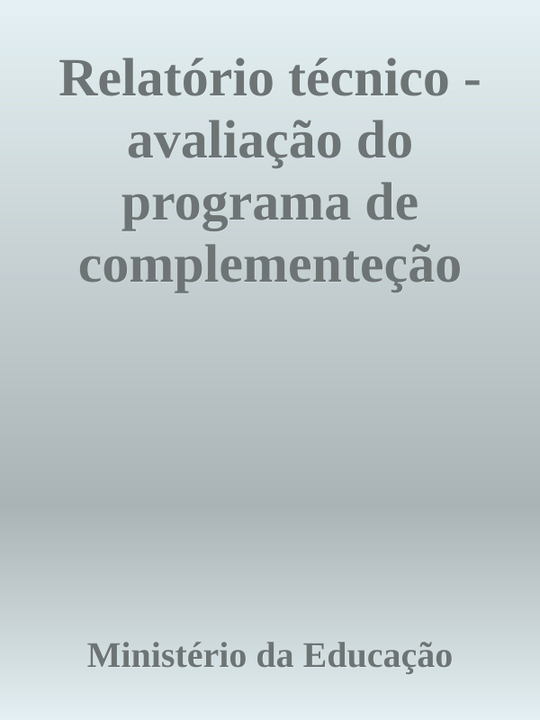 Relatório técnico -
avaliação do
programa de
complementeção
Ministério da Educação